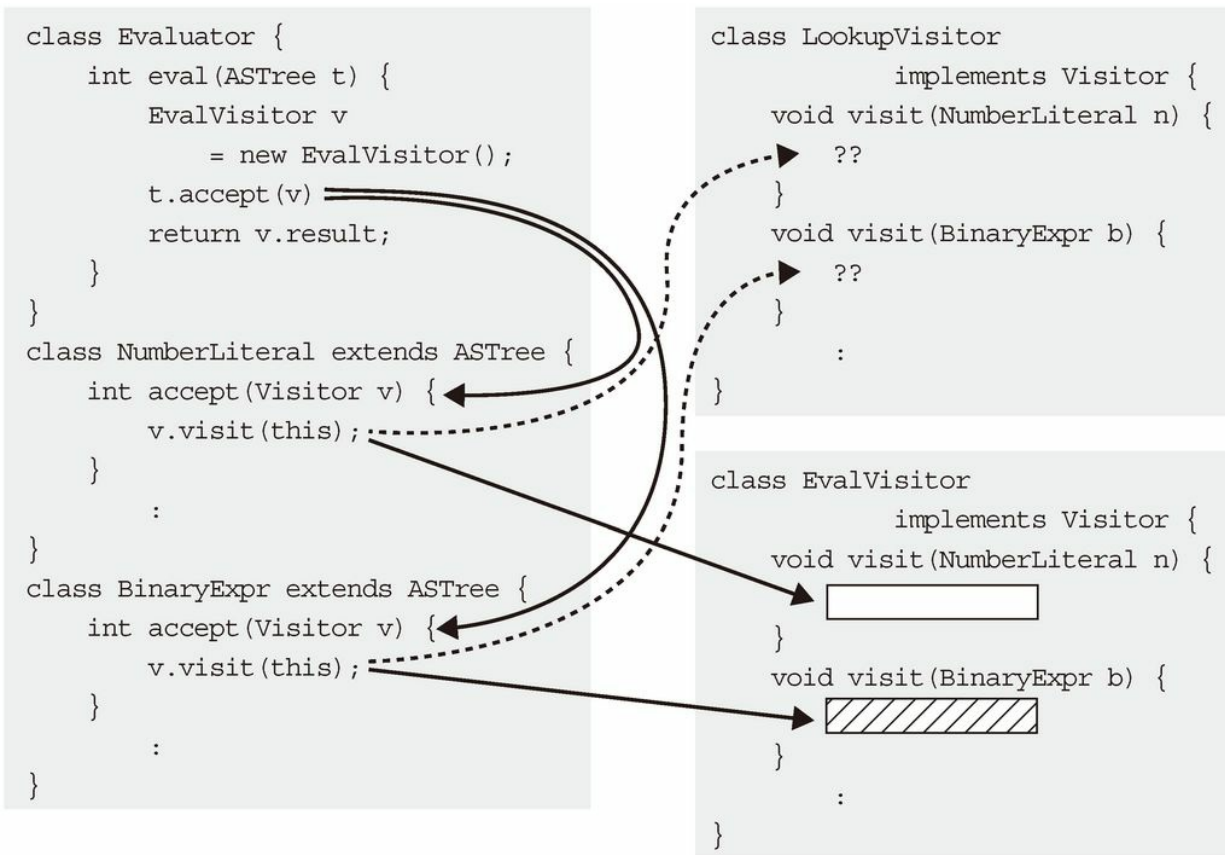 class Evaluator {
    int eval(ASTree t) {
        EvalVisitor v
            = new EvalVisitor();
        t.accept(v)
        return v.result;
    }
}
class NumberLiteral extends ASTree {
    int accept(Visitor v) {
        v.visit(this);
    }
        :
}
class BinaryExpr extends ASTree {
    int accept(Visitor v) {
        v.visit(this);
    }
        :
}
class LookupVisitor
            implements Visitor {
    void visit(NumberLiteral n) {
        ??
    }
    void visit(BinaryExpr b) {
        ??
    }
        :
}
class EvalVisitor
            implements Visitor {
    void visit(NumberLiteral n) {
    }
    void visit(BinaryExpr b) {
    }
        :
}